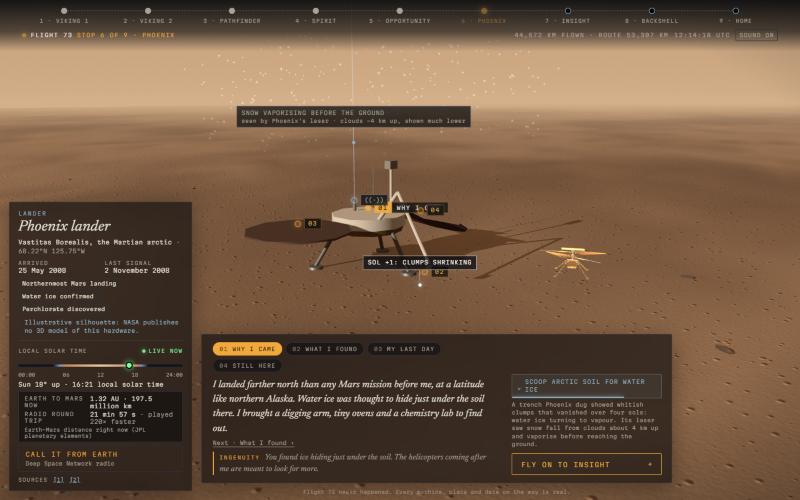 1 · VIKING 1
2 · VIKING 2
3 · PATHFINDER
4 · SPIRIT
5 · OPPORTUNITY
6 · PHOENIX
7 · INSIGHT
8 · BACKSHELL
9 · HOME
FLIGHT 73 STOP 6 OF 9 · PHOENIX
44,572 KM FLOWN · ROUTE 53,307 KM 12:14:18 UTC SOUND ON
SNOW VAPORISING BEFORE THE GROUND
seen by Phoenix's laser · clouds ~4 km up, shown much lower
((·))
01 WHY I C
04
03
SOL +1: CLUMPS SHRINKING
02
LANDER
Phoenix lander
Vastitas Borealis, the Martian arctic ·
68.22°N 125.75°W
ARRIVED
25 May 2008
LAST SIGNAL
2 November 2008
Northernmost Mars landing
Water ice confirmed
Perchlorate discovered
Illustrative silhouette: NASA publishes
no 3D model of this hardware.
LOCAL SOLAR TIME
LIVE NOW
00:00 06 12 18 24:00
Sun 18° up · 16:21 local solar time
EARTH TO MARS NOW
1.32 AU · 197.5 million km
RADIO ROUND TRIP
21 min 57 s · played 220× faster
Earth-Mars distance right now (JPL
planetary elements)
CALL IT FROM EARTH
Deep Space Network radio
SOURCES [1] [2]
01 WHY I CAME
02 WHAT I FOUND
03 MY LAST DAY
04 STILL HERE
I landed farther north than any Mars mission before me, at a latitude
like northern Alaska. Water ice was thought to hide just under the soil
there. I brought a digging arm, tiny ovens and a chemistry lab to find
out.
Next · What I found ›
INGENUITY You found ice hiding just under the soil. The helicopters coming after
me are meant to look for more.
SCOOP ARCTIC SOIL FOR WATER
ICE
A trench Phoenix dug showed whitish
clumps that vanished over four sols:
water ice turning to vapour. Its laser
saw snow fall from clouds about 4 km up
and vaporise before reaching the
ground.
FLY ON TO INSIGHT
Flight 73 never happened. Every machine, place and date on the way is real.